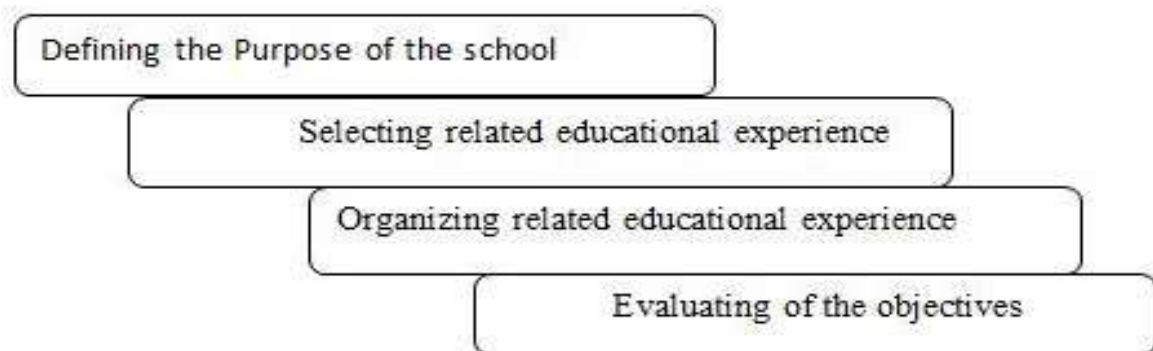 Defining the Purpose of the school
Selecting related educational experience
Organizing related educational experience
Evaluating of the objectives